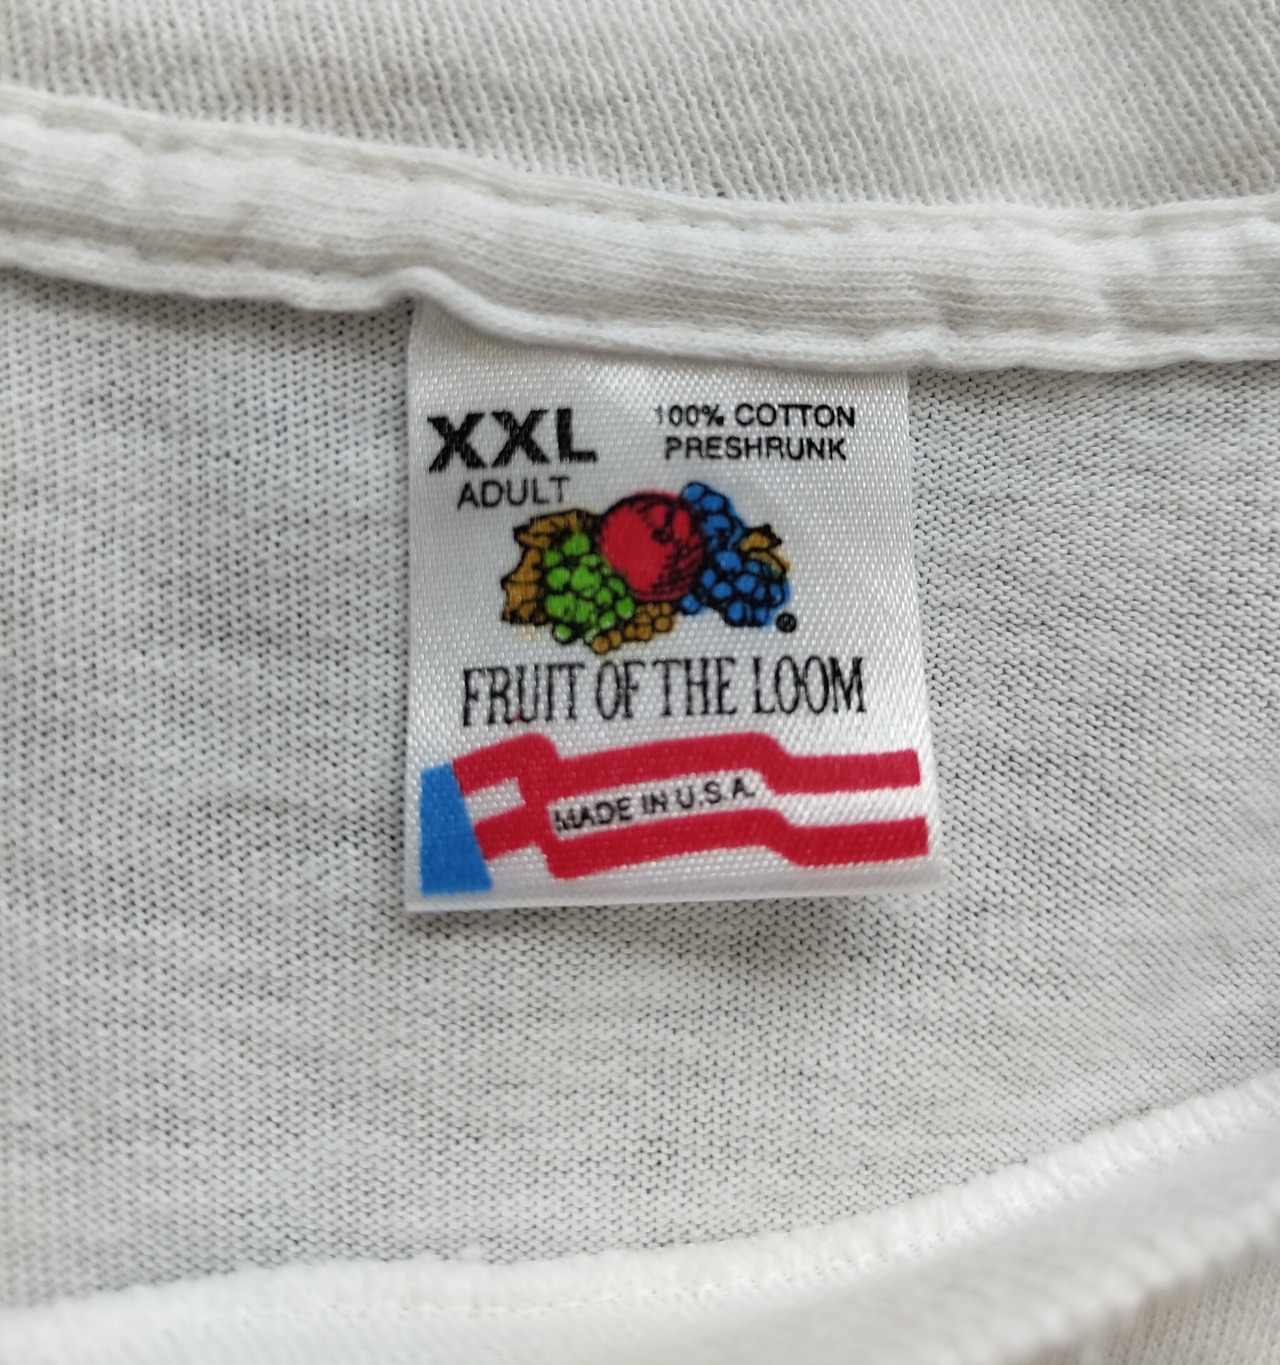 XXL
ADULT
100% COTTON
PRESHRUNK
®
FRUIT OF THE LOOM
MADE IN U.S.A.